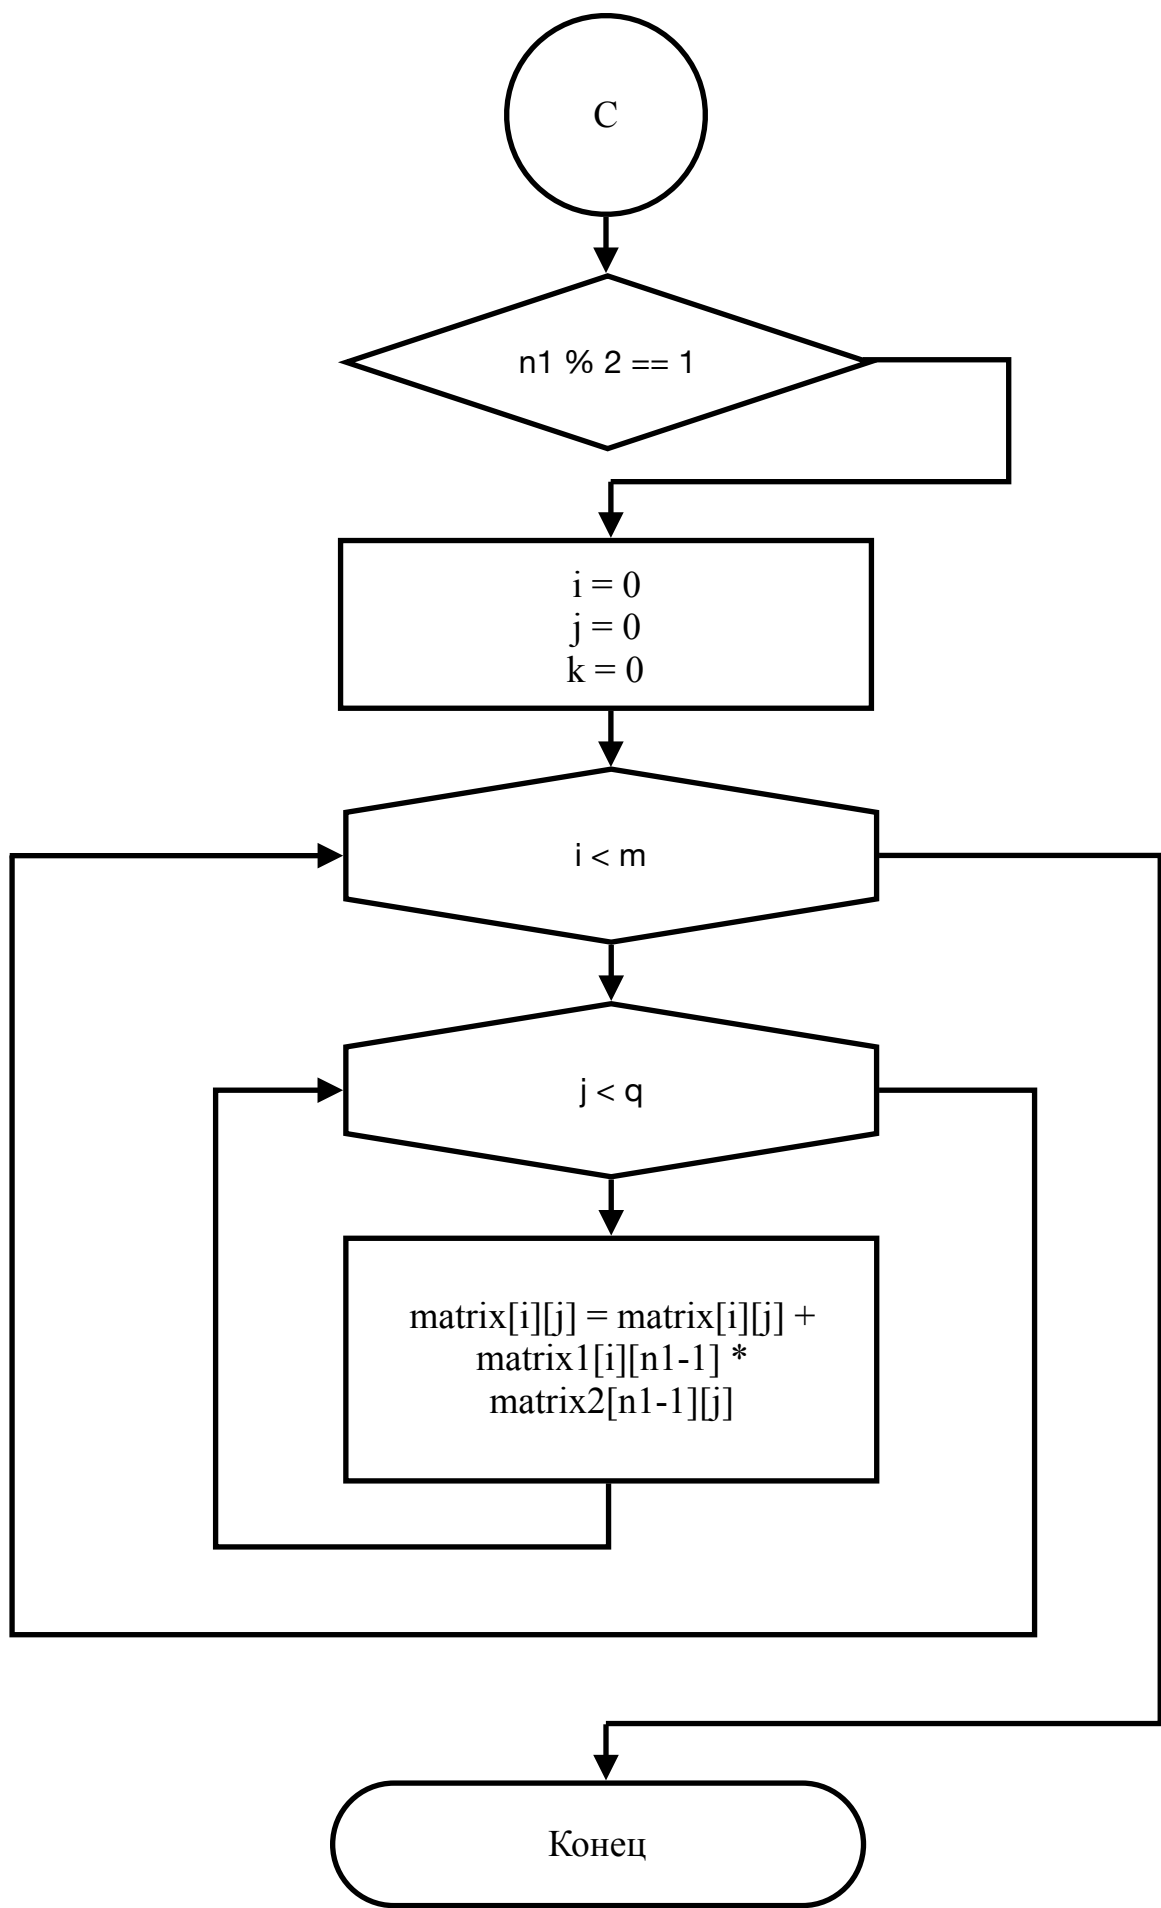 C
n1 % 2 == 1
i = 0
j = 0
k = 0
i < m
j < q
matrix[i][j] = matrix[i][j] +
matrix1[i][n1-1] *
matrix2[n1-1][j]
Конец